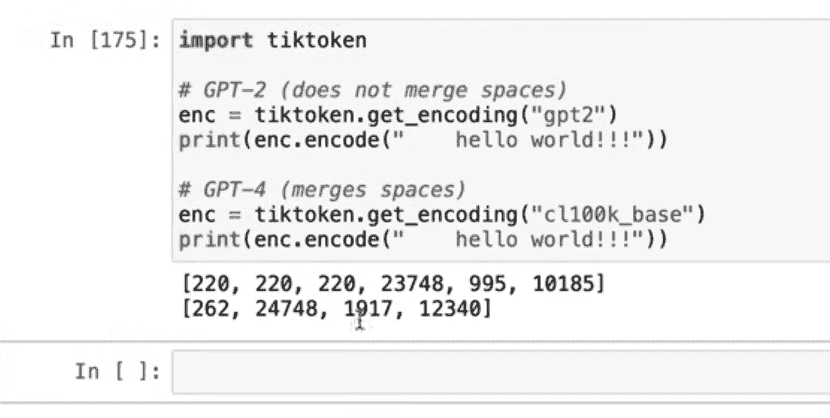 In [175]: import tiktoken
# GPT-2 (does not merge spaces)
enc = tiktoken.get_encoding("gpt2")
print(enc.encode("    hello world!!!"))
# GPT-4 (merges spaces)
enc = tiktoken.get_encoding("cl100k_base")
print(enc.encode("    hello world!!!"))
[220, 220, 220, 23748, 995, 10185]
[262, 24748, 1917, 12340]
In [ ]: